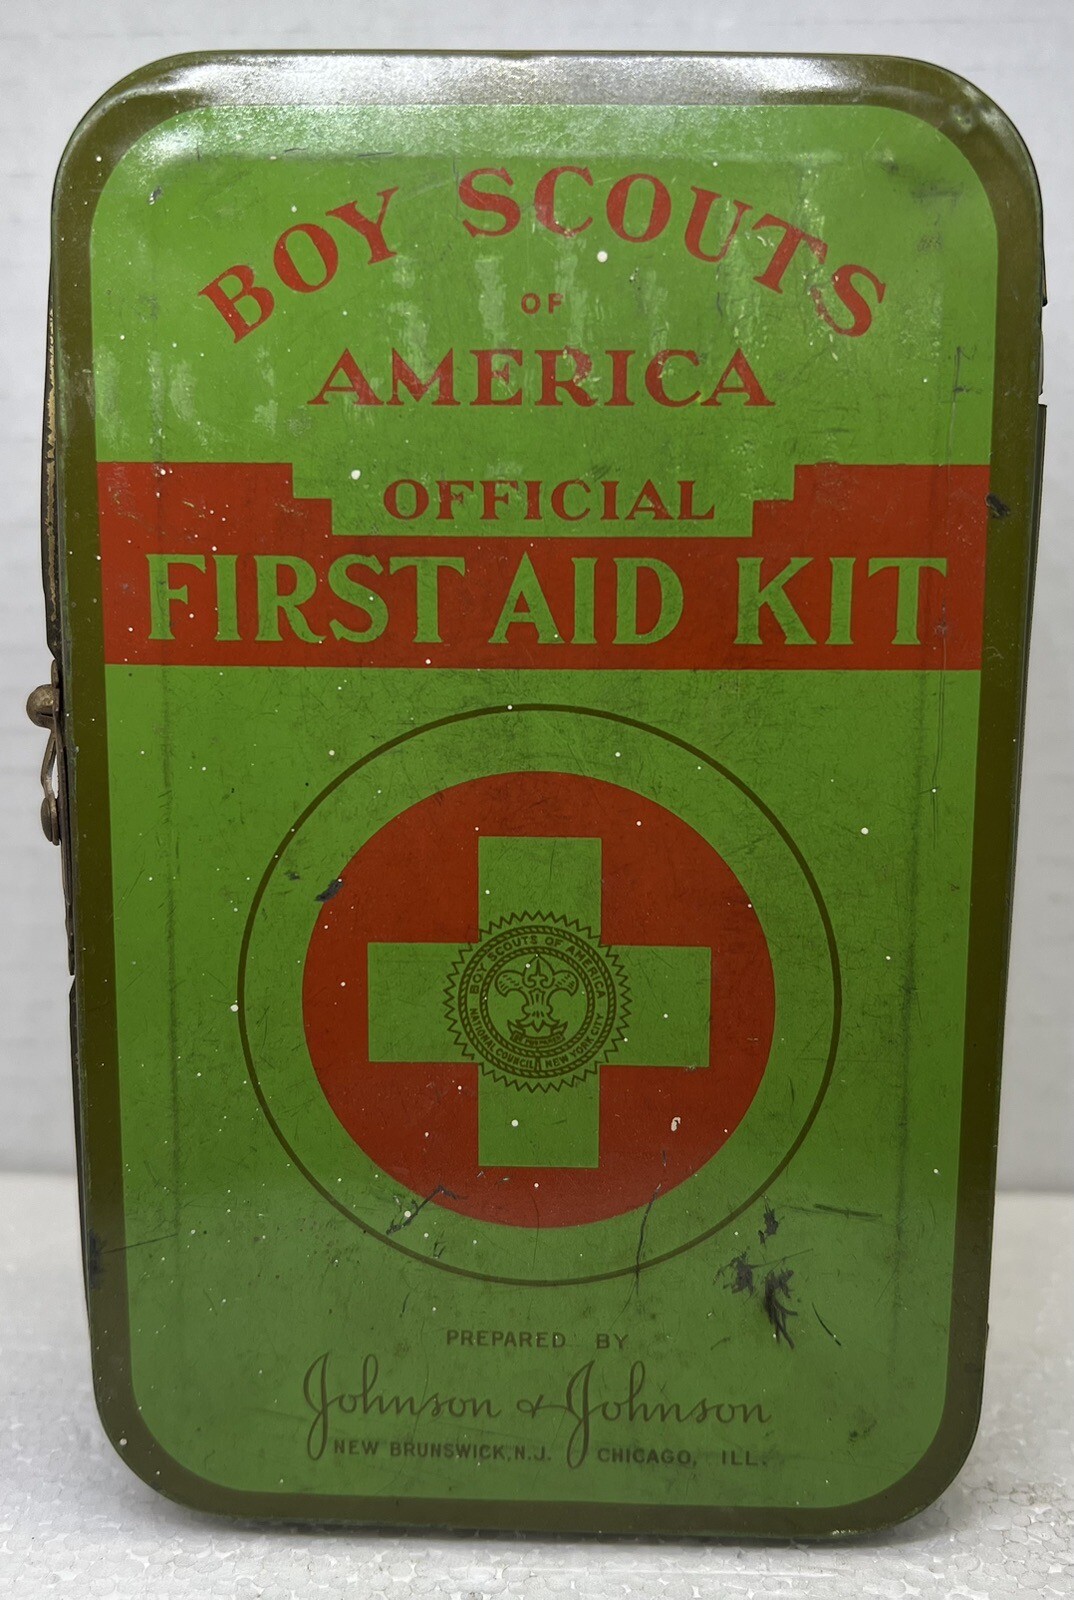 BOY SCOUTS
OF
AMERICA
OFFICIAL
FIRST AID KIT
BOY SCOUTS OF AMERICA
NATIONAL COUNCIL NEW YORK CITY
PREPARED BY
Johnson & Johnson
NEW BRUNSWICK, N.J. CHICAGO, ILL.